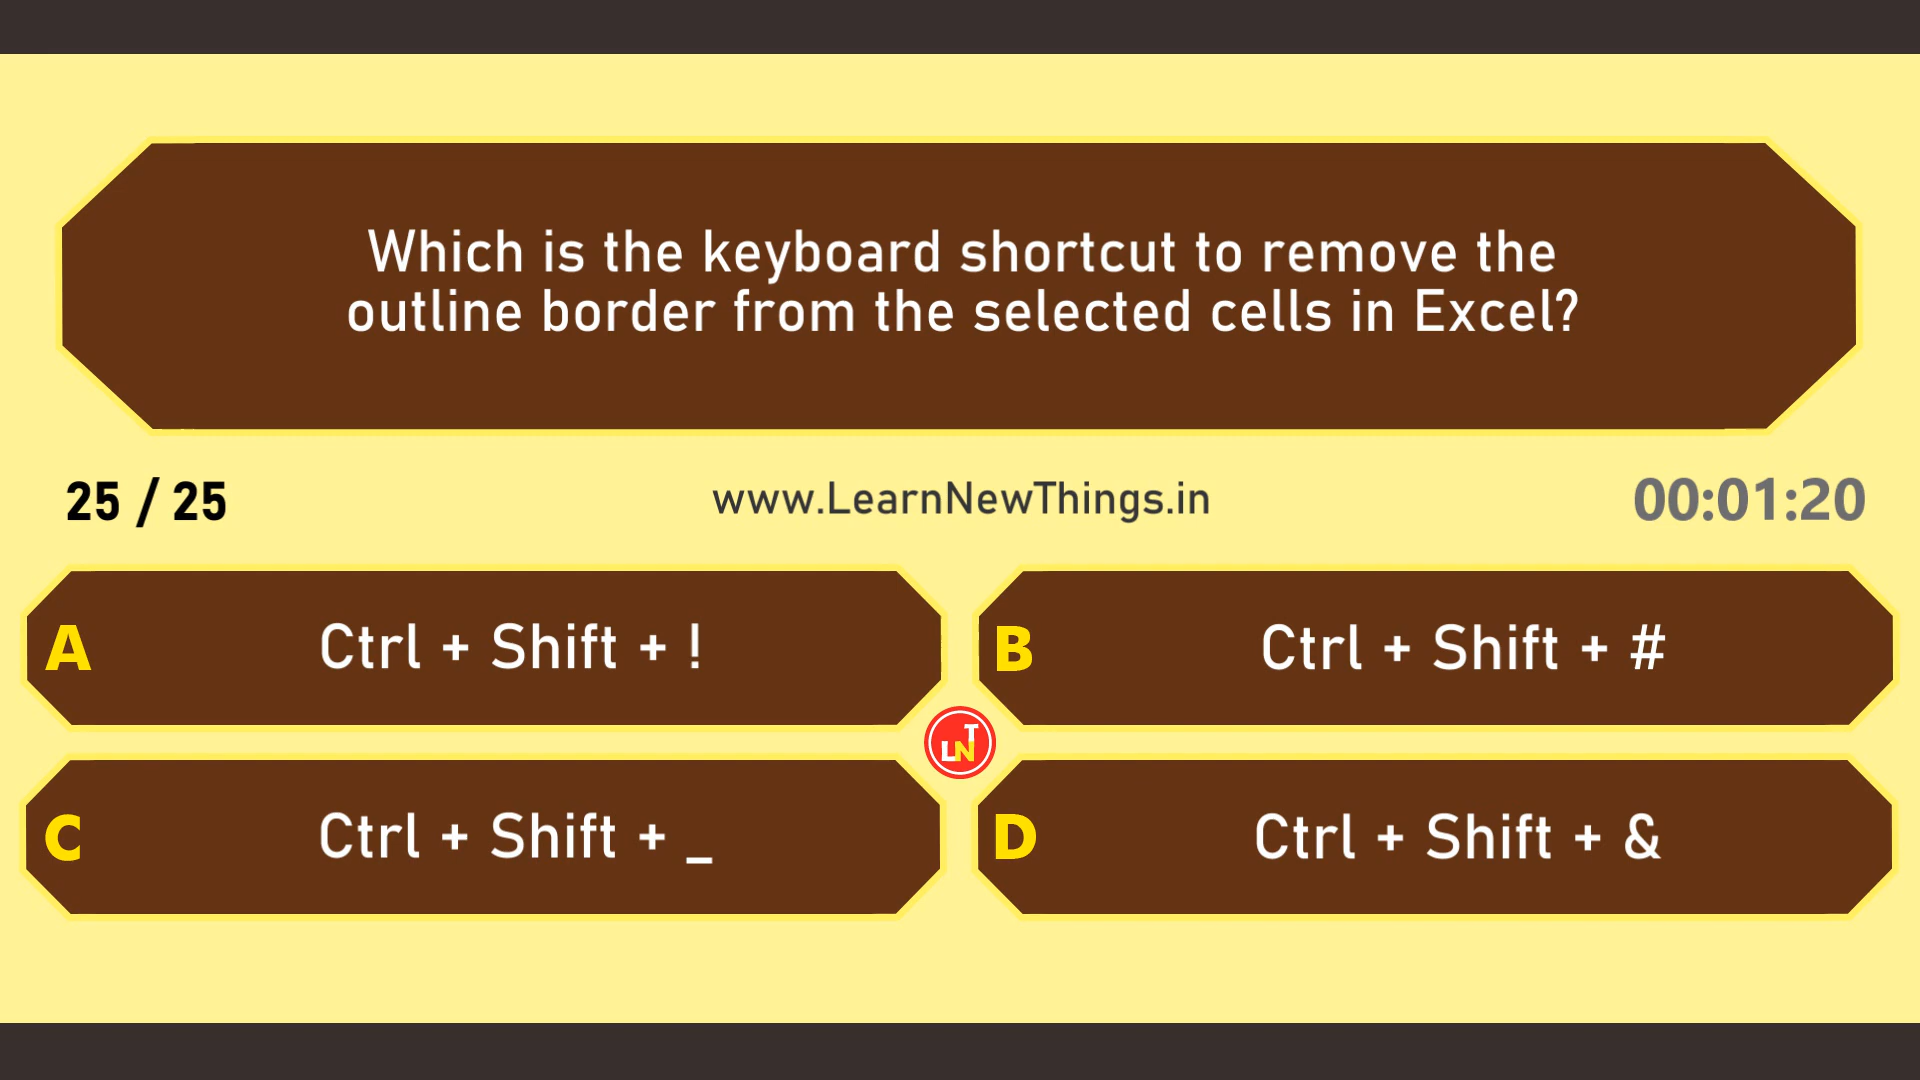 Which is the keyboard shortcut to remove the
outline border from the selected cells in Excel?
25 / 25
www.LearnNewThings.in
00:01:20
A
Ctrl + Shift + !
B
Ctrl + Shift + #
LNT
C
Ctrl + Shift + _
D
Ctrl + Shift + &